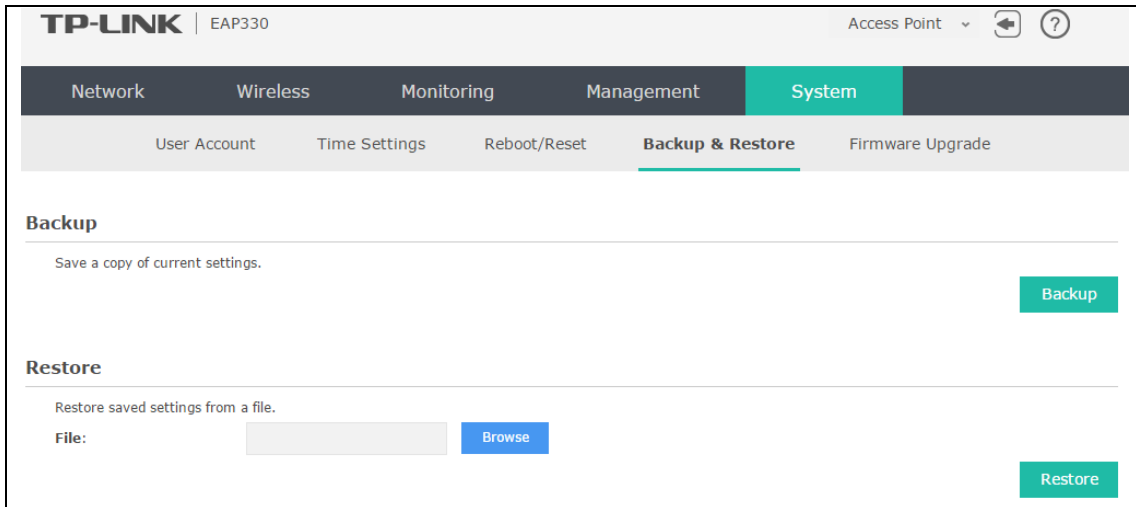 TP-LINK | EAP330
Access Point
Network Wireless Monitoring Management System
User Account Time Settings Reboot/Reset Backup & Restore Firmware Upgrade
Backup
Save a copy of current settings.
Backup
Restore
Restore saved settings from a file.
File: Browse
Restore